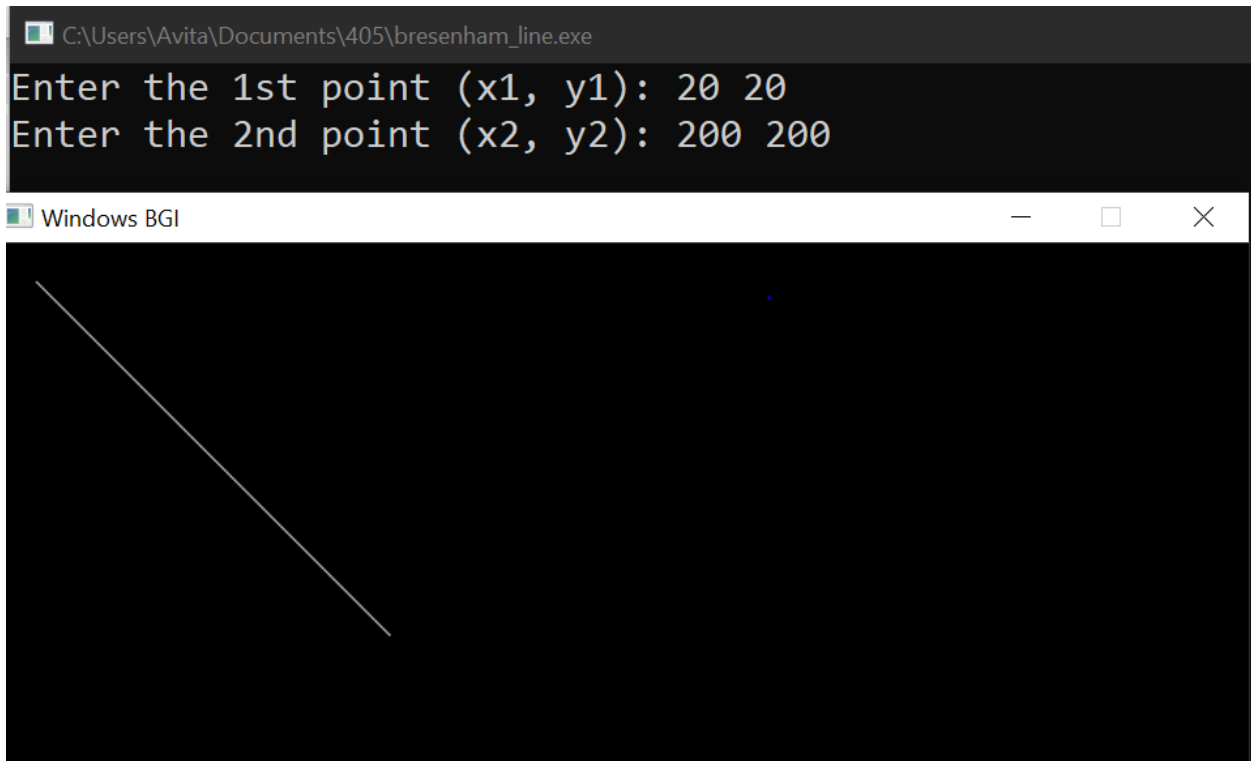 C:\Users\Avita\Documents\405\bresenham_line.exe
Enter the 1st point (x1, y1): 20 20
Enter the 2nd point (x2, y2): 200 200
Windows BGI